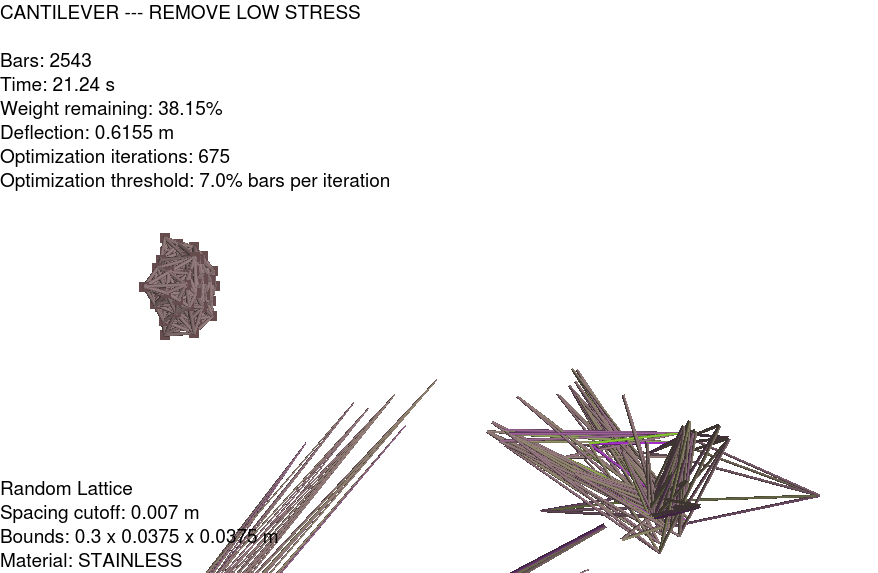 CANTILEVER --- REMOVE LOW STRESS
Bars: 2543
Time: 21.24 s
Weight remaining: 38.15%
Deflection: 0.6155 m
Optimization iterations: 675
Optimization threshold: 7.0% bars per iteration
Random Lattice
Spacing cutoff: 0.007 m
Bounds: 0.3 x 0.0375 x 0.0375 m
Material: STAINLESS